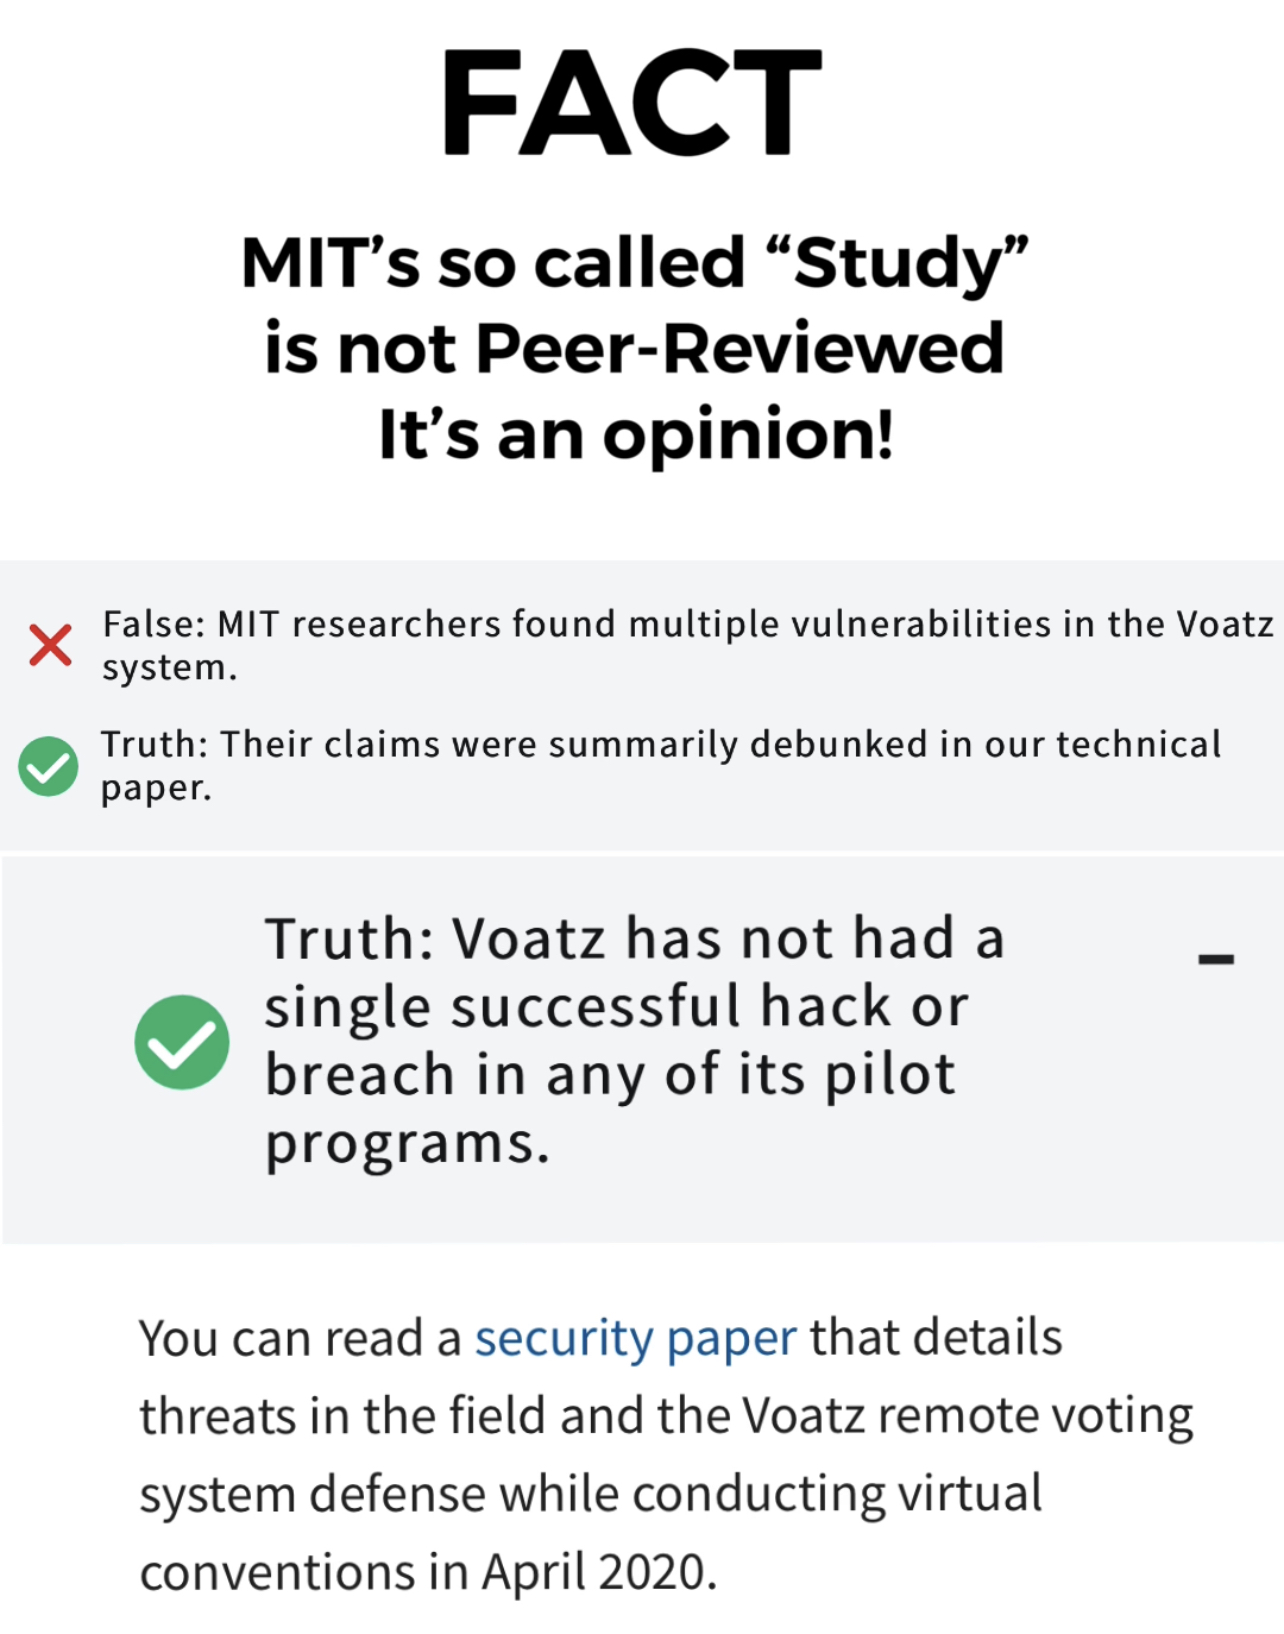 FACT
MIT’s so called “Study”
is not Peer-Reviewed
It’s an opinion!
False: MIT researchers found multiple vulnerabilities in the Voatz
system.
Truth: Their claims were summarily debunked in our technical
paper.
Truth: Voatz has not had a
single successful hack or
breach in any of its pilot
programs.
You can read a security paper that details
threats in the field and the Voatz remote voting
system defense while conducting virtual
conventions in April 2020.